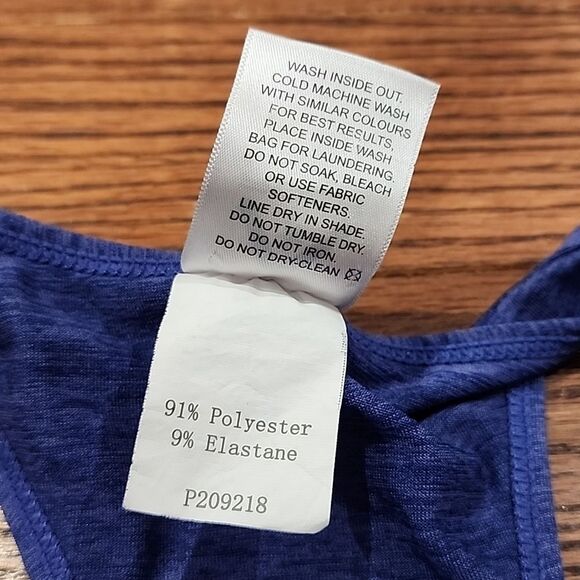 WASH INSIDE OUT.
COLD MACHINE WASH
WITH SIMILAR COLOURS
FOR BEST RESULTS,
PLACE INSIDE WASH
BAG FOR LAUNDERING.
DO NOT SOAK, BLEACH
OR USE FABRIC
SOFTENERS.
LINE DRY IN SHADE.
DO NOT TUMBLE DRY.
DO NOT IRON.
DO NOT DRY-CLEAN
91% Polyester
9% Elastane
P209218